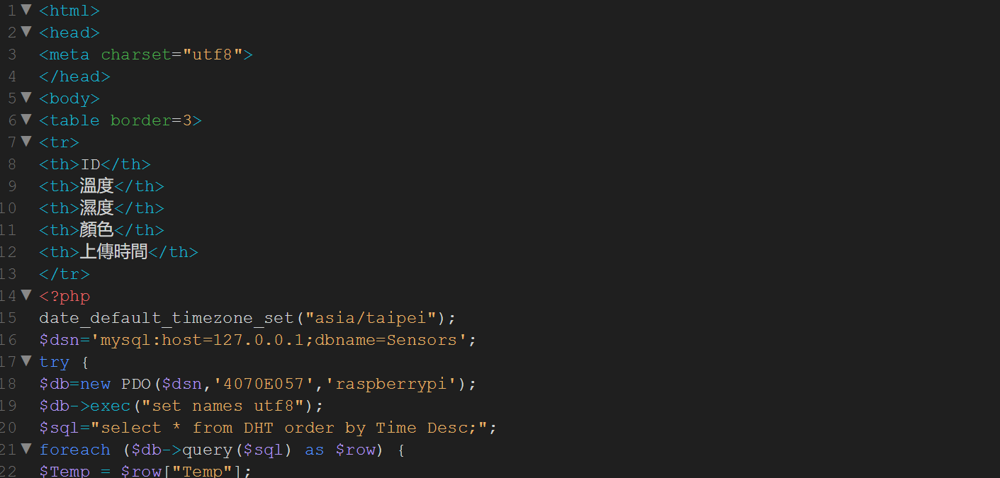 1 <html>
2 <head>
3 <meta charset="utf8">
4 </head>
5 <body>
6 <table border=3>
7 <tr>
8 <th>ID</th>
9 <th>溫度</th>
10 <th>濕度</th>
11 <th>顏色</th>
12 <th>上傳時間</th>
13 </tr>
14 <?php
15 date_default_timezone_set("asia/taipei");
16 $dsn='mysql:host=127.0.0.1;dbname=Sensors';
17 try {
18 $db=new PDO($dsn,'4070E057','raspberrypi');
19 $db->exec("set names utf8");
20 $sql="select * from DHT order by Time Desc;";
21 foreach ($db->query($sql) as $row) {
22 $Temp = $row["Temp"];